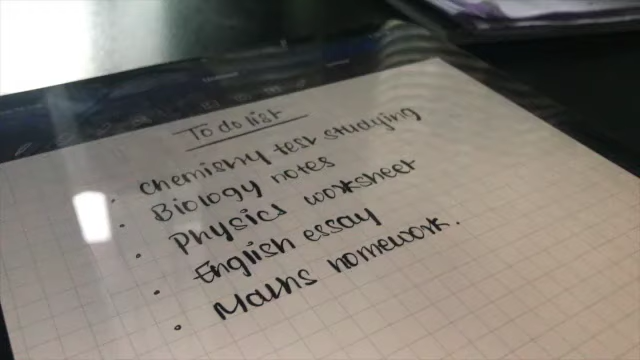 To do list
• chemistry test studying
• Biology notes
• Physics worksheet
• English essay
• Maths homework.